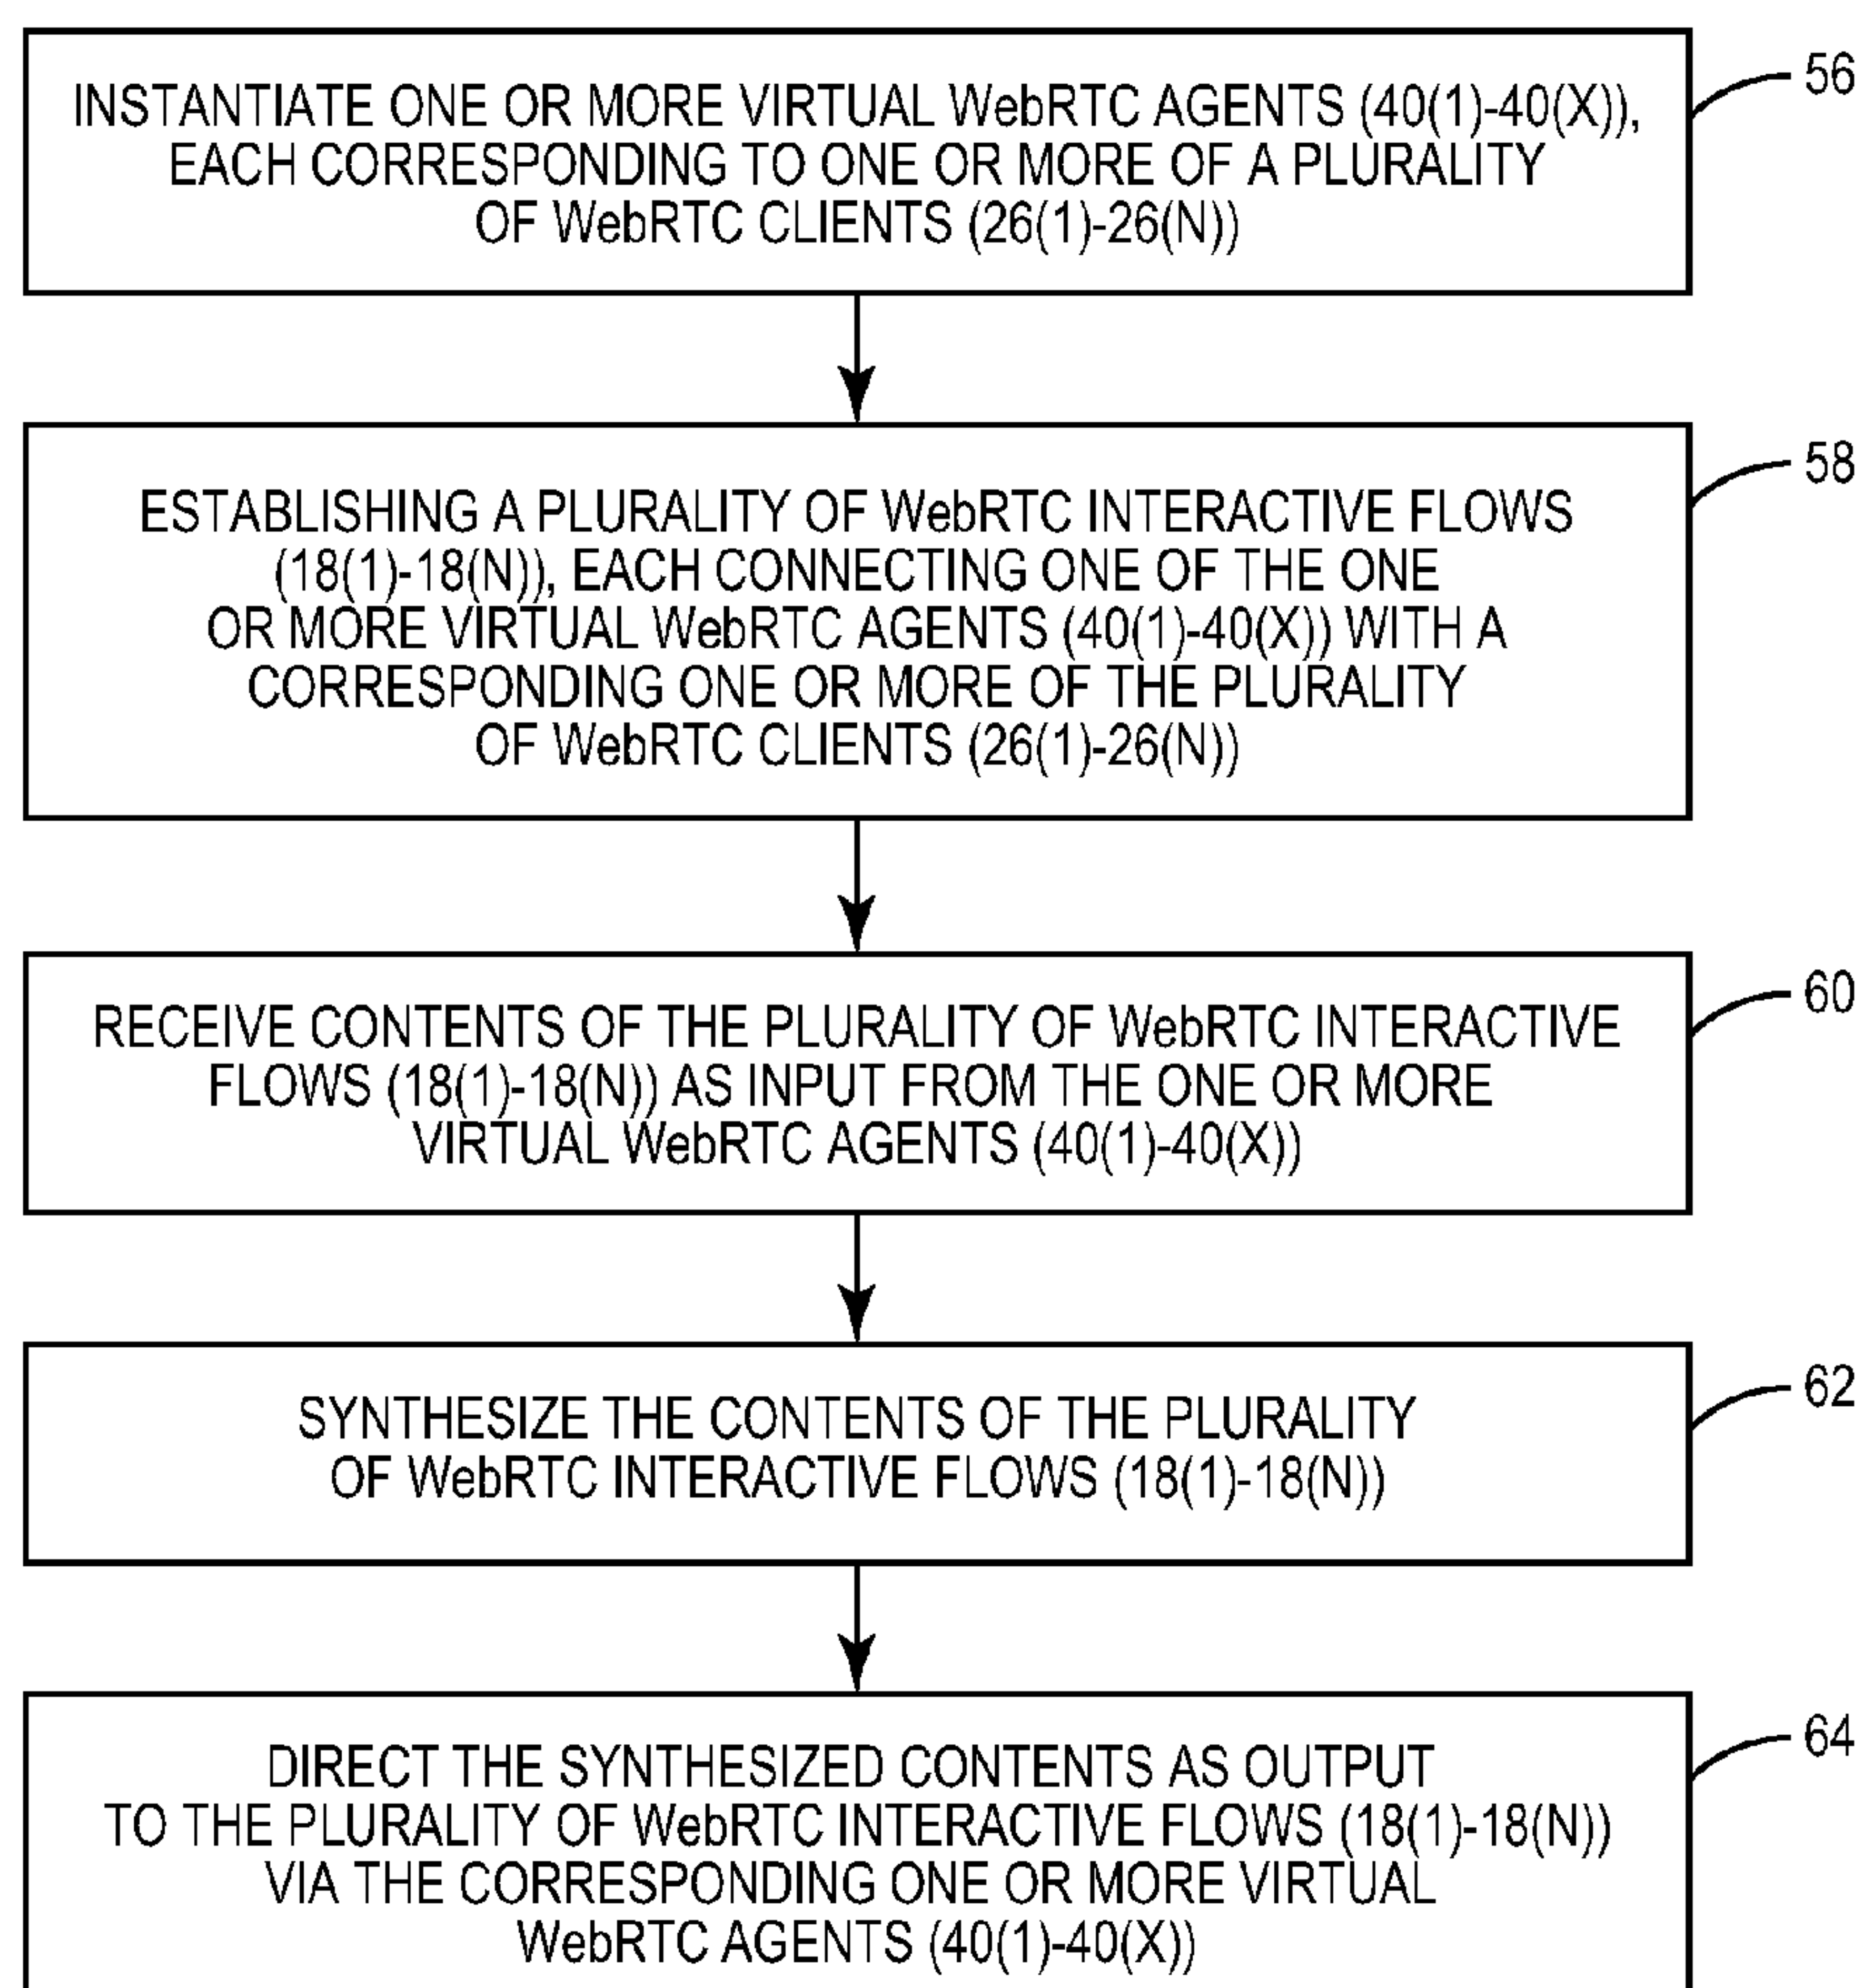 INSTANTIATE ONE OR MORE VIRTUAL WebRTC AGENTS (40(1)-40(X)),
EACH CORRESPONDING TO ONE OR MORE OF A PLURALITY
OF WebRTC CLIENTS (26(1)-26(N))
56
ESTABLISHING A PLURALITY OF WebRTC INTERACTIVE FLOWS
(18(1)-18(N)), EACH CONNECTING ONE OF THE ONE
OR MORE VIRTUAL WebRTC AGENTS (40(1)-40(X)) WITH A
CORRESPONDING ONE OR MORE OF THE PLURALITY
OF WebRTC CLIENTS (26(1)-26(N))
58
RECEIVE CONTENTS OF THE PLURALITY OF WebRTC INTERACTIVE
FLOWS (18(1)-18(N)) AS INPUT FROM THE ONE OR MORE
VIRTUAL WebRTC AGENTS (40(1)-40(X))
60
SYNTHESIZE THE CONTENTS OF THE PLURALITY
OF WebRTC INTERACTIVE FLOWS (18(1)-18(N))
62
DIRECT THE SYNTHESIZED CONTENTS AS OUTPUT
TO THE PLURALITY OF WebRTC INTERACTIVE FLOWS (18(1)-18(N))
VIA THE CORRESPONDING ONE OR MORE VIRTUAL
WebRTC AGENTS (40(1)-40(X))
64